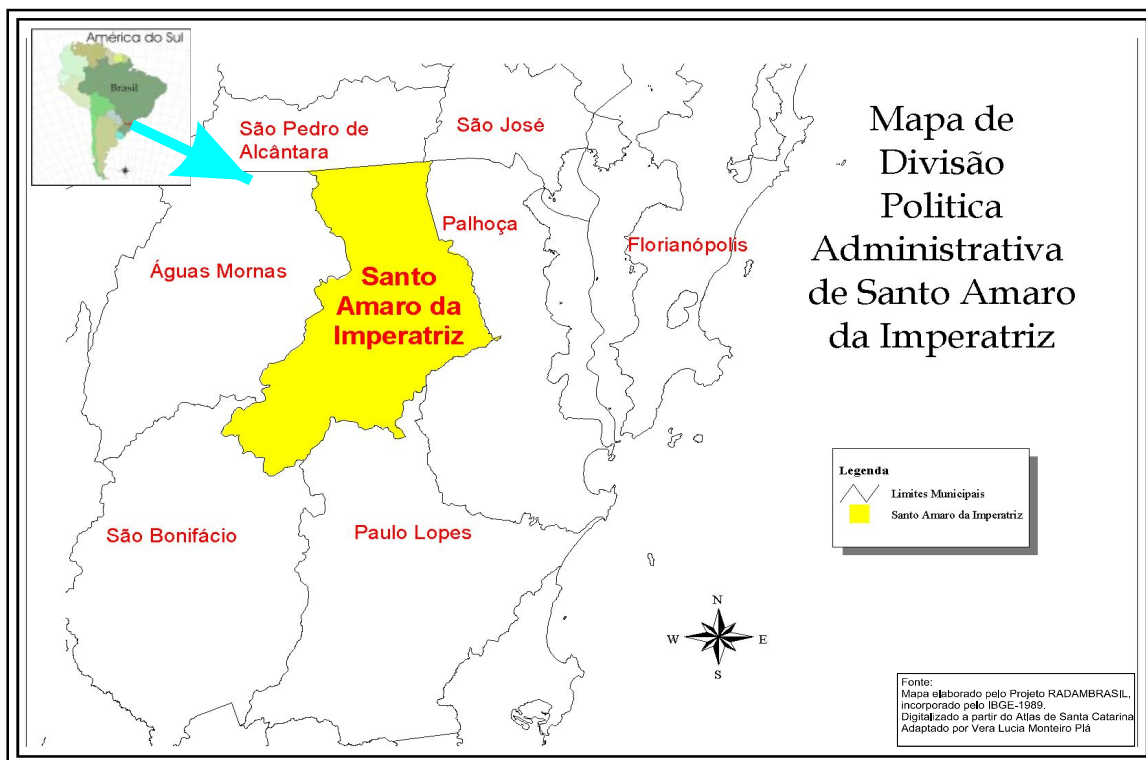 América do Sul
Brasil
Mapa de
Divisão
Politica
Administrativa
de Santo Amaro
da Imperatriz
São Pedro de
Alcântara
São José
Palhoça
Florianópolis
Águas Mornas
Santo
Amaro da
Imperatriz
São Bonifácio
Paulo Lopes
Legenda
Limites Municipais
Santo Amaro da Imperatriz
N
W
E
S
Fonte:
Mapa elaborado pelo Projeto RADAMBRASIL,
incorporado pelo IBGE-1989.
Digitalizado a partir do Atlas de Santa Catarina
Adaptado por Vera Lucia Monteiro Plá